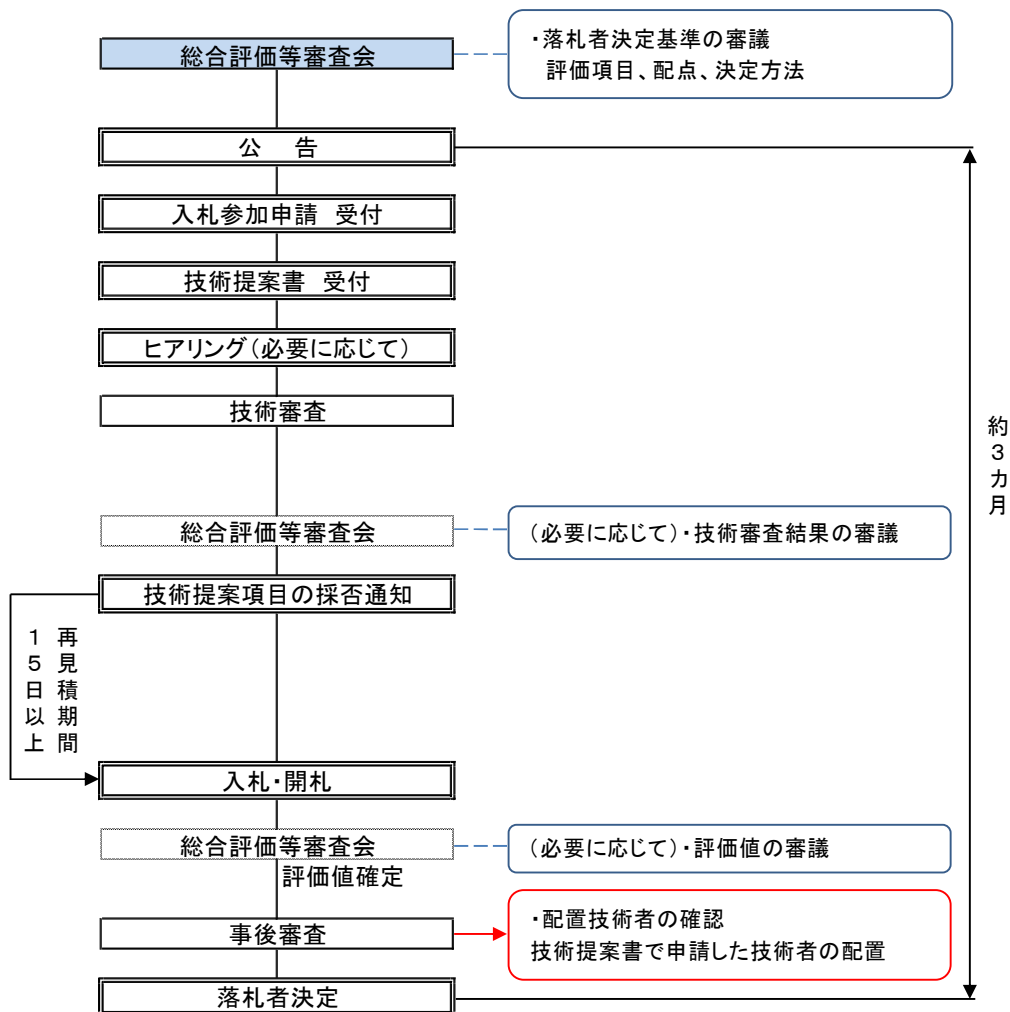 総合評価等審査会
・落札者決定基準の審議
評価項目、配点、決定方法
公　告
入札参加申請　受付
技術提案書　受付
ヒアリング（必要に応じて）
技術審査
約３カ月
総合評価等審査会
（必要に応じて）・技術審査結果の審議
技術提案項目の採否通知
再見積期間
１５日以上
入札・開札
総合評価等審査会
（必要に応じて）・評価値の審議
評価値確定
事後審査
・配置技術者の確認
技術提案書で申請した技術者の配置
落札者決定